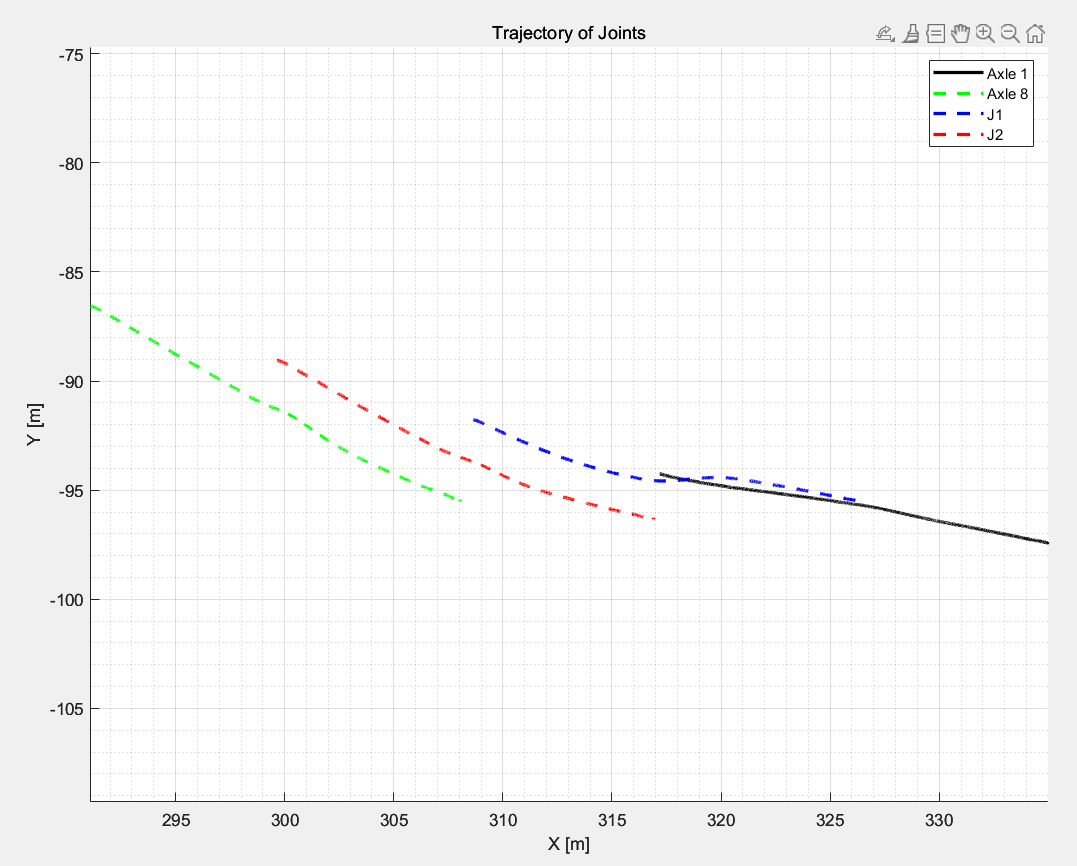 Trajectory of Joints
Axle 1
Axle 8
J1
J2
-75
-80
-85
-90
-95
-100
-105
Y [m]
295 300 305 310 315 320 325 330
X [m]